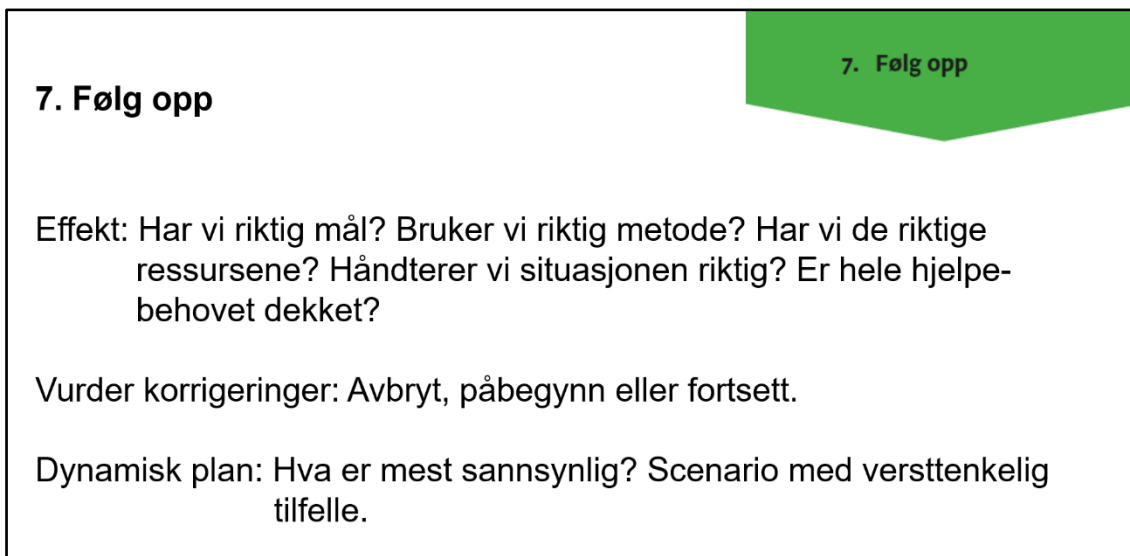 7. Følg opp
7. Følg opp
Effekt: Har vi riktig mål? Bruker vi riktig metode? Har vi de riktige
ressursene? Håndterer vi situasjonen riktig? Er hele hjelpe-
behovet dekket?
Vurder korrigeringer: Avbryt, påbegynn eller fortsett.
Dynamisk plan: Hva er mest sannsynlig? Scenario med versttenkelig
tilfelle.